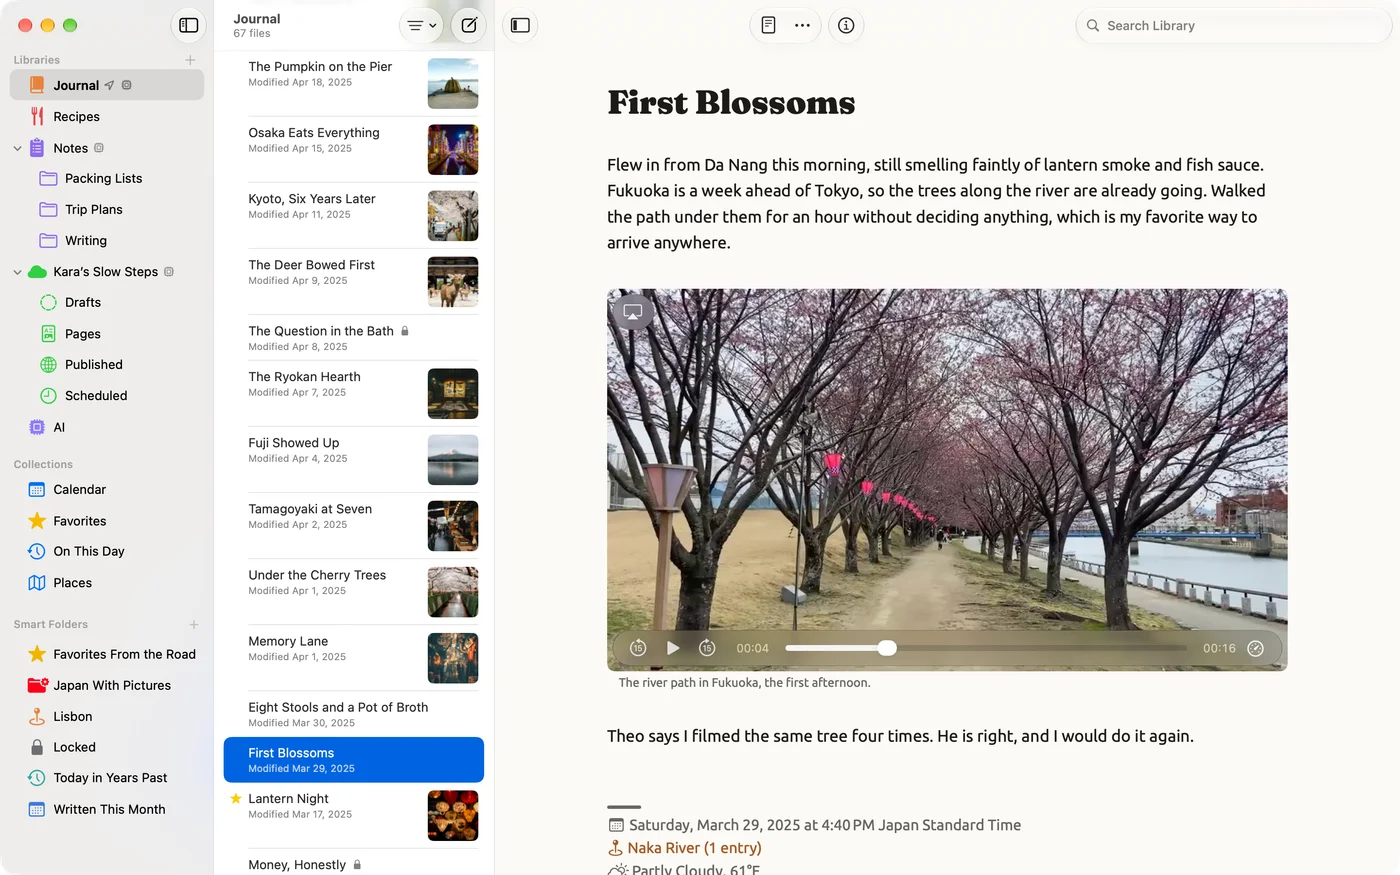 Libraries
Journal
Recipes
Notes
Packing Lists
Trip Plans
Writing
Kara's Slow Steps
Drafts
Pages
Published
Scheduled
AI
Collections
Calendar
Favorites
On This Day
Places
Smart Folders
Favorites From the Road
Japan With Pictures
Lisbon
Locked
Today in Years Past
Written This Month
Journal
67 files
The Pumpkin on the Pier
Modified Apr 18, 2025
Osaka Eats Everything
Modified Apr 15, 2025
Kyoto, Six Years Later
Modified Apr 11, 2025
The Deer Bowed First
Modified Apr 9, 2025
The Question in the Bath
Modified Apr 8, 2025
The Ryokan Hearth
Modified Apr 7, 2025
Fuji Showed Up
Modified Apr 4, 2025
Tamagoyaki at Seven
Modified Apr 2, 2025
Under the Cherry Trees
Modified Apr 1, 2025
Memory Lane
Modified Apr 1, 2025
Eight Stools and a Pot of Broth
Modified Mar 30, 2025
First Blossoms
Modified Mar 29, 2025
Lantern Night
Modified Mar 17, 2025
Money, Honestly
Search Library
First Blossoms
Flew in from Da Nang this morning, still smelling faintly of lantern smoke and fish sauce.
Fukuoka is a week ahead of Tokyo, so the trees along the river are already going. Walked
the path under them for an hour without deciding anything, which is my favorite way to
arrive anywhere.
15
15
00:04
00:16
The river path in Fukuoka, the first afternoon.
Theo says I filmed the same tree four times. He is right, and I would do it again.
Saturday, March 29, 2025 at 4:40 PM Japan Standard Time
Naka River (1 entry)
Partly Cloudy, 61°F